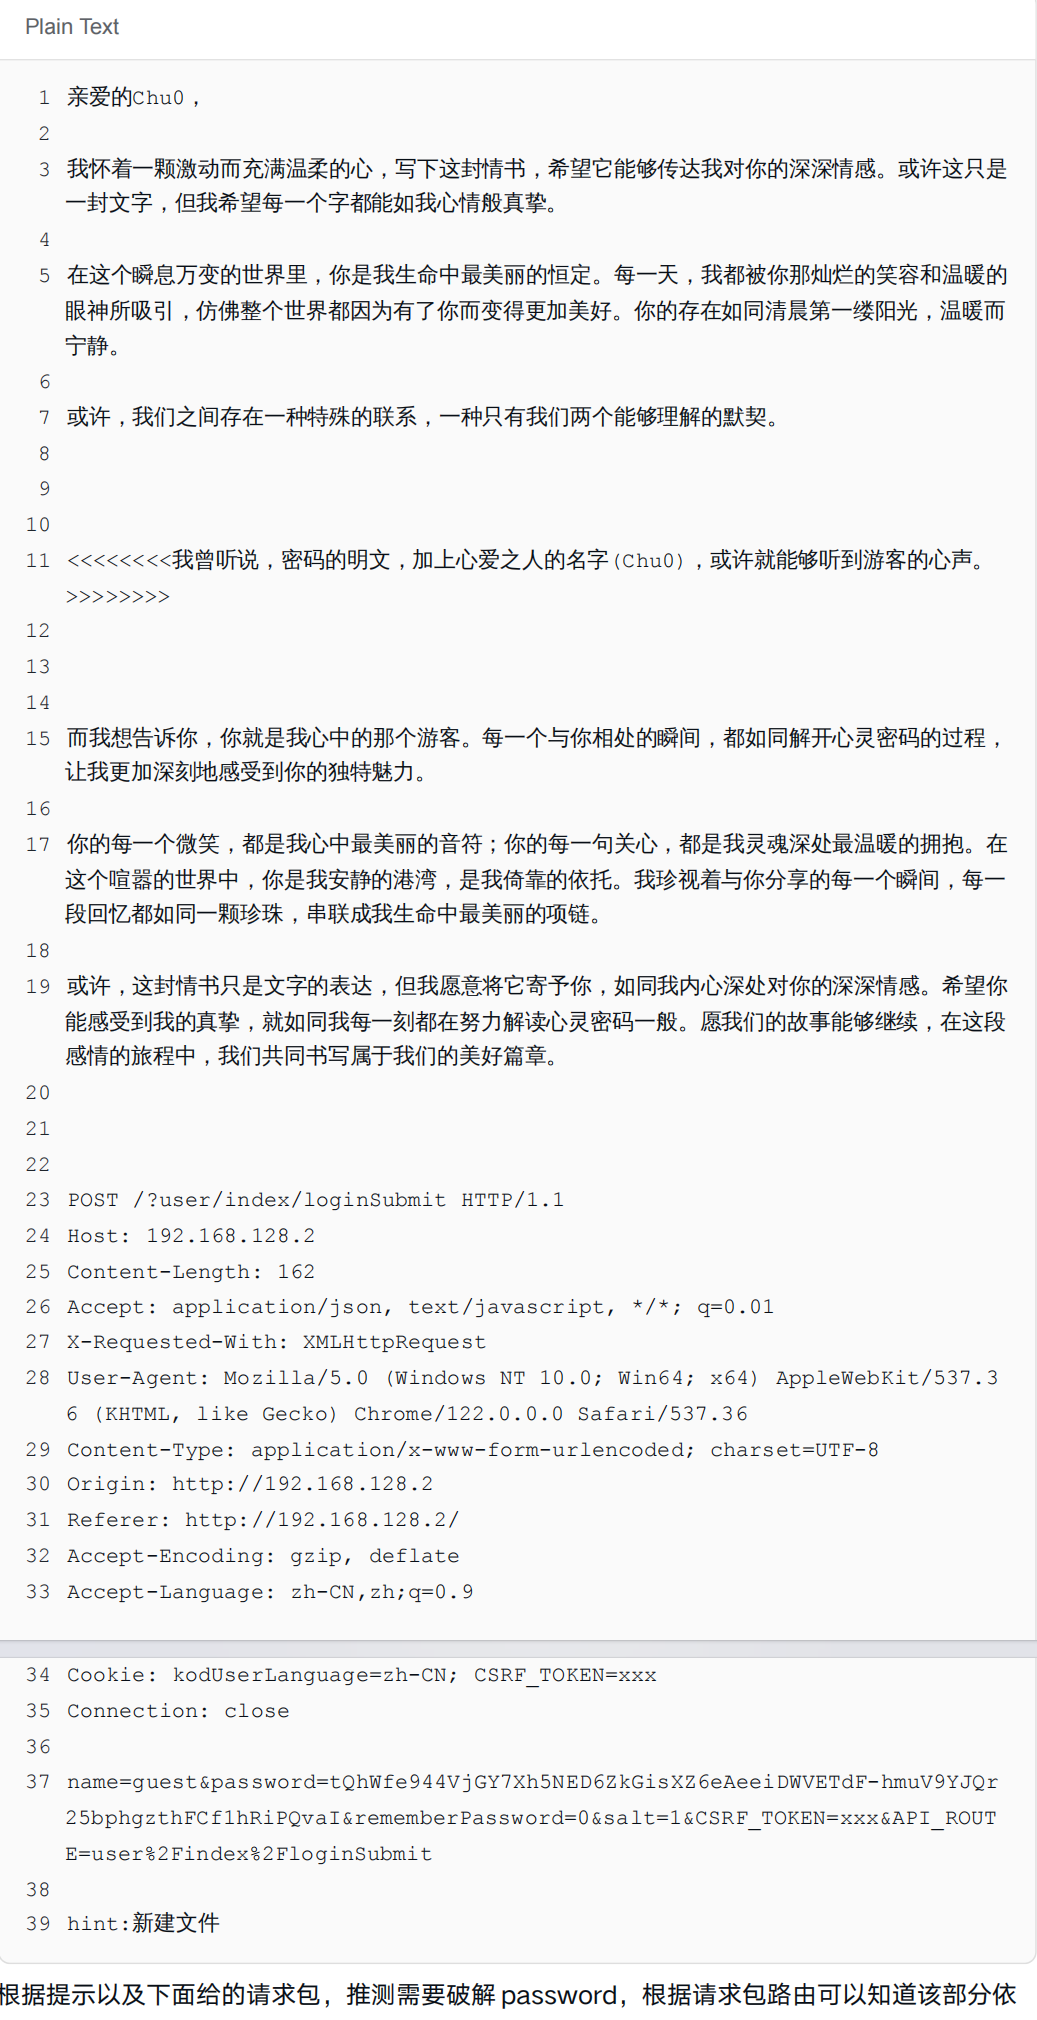 Plain Text
1 亲爱的Chu0，
2
3 我怀着一颗激动而充满温柔的心，写下这封情书，希望它能够传达我对你的深深情感。或许这只是
一封文字，但我希望每一个字都能如我心情般真挚。
4
5 在这个瞬息万变的世界里，你是我生命中最美丽的恒定。每一天，我都被你那灿烂的笑容和温暖的
眼神所吸引，仿佛整个世界都因为有了你而变得更加美好。你的存在如同清晨第一缕阳光，温暖而
宁静。
6
7 或许，我们之间存在一种特殊的联系，一种只有我们两个能够理解的默契。
8
9
10
11 <<<<<<<<我曾听说，密码的明文，加上心爱之人的名字(Chu0)，或许就能够听到游客的心声。
>>>>>>>>
12
13
14
15 而我想告诉你，你就是我心中的那个游客。每一个与你相处的瞬间，都如同解开心灵密码的过程，
让我更加深刻地感受到你的独特魅力。
16
17 你的每一个微笑，都是我心中最美丽的音符；你的每一句关心，都是我灵魂深处最温暖的拥抱。在
这个喧嚣的世界中，你是我安静的港湾，是我倚靠的依托。我珍视着与你分享的每一个瞬间，每一
段回忆都如同一颗珍珠，串联成我生命中最美丽的项链。
18
19 或许，这封情书只是文字的表达，但我愿意将它寄予你，如同我内心深处对你的深深情感。希望你
能感受到我的真挚，就如同我每一刻都在努力解读心灵密码一般。愿我们的故事能够继续，在这段
感情的旅程中，我们共同书写属于我们的美好篇章。
20
21
22
23 POST /?user/index/loginSubmit HTTP/1.1
24 Host: 192.168.128.2
25 Content-Length: 162
26 Accept: application/json, text/javascript, */*; q=0.01
27 X-Requested-With: XMLHttpRequest
28 User-Agent: Mozilla/5.0 (Windows NT 10.0; Win64; x64) AppleWebKit/537.3
6 (KHTML, like Gecko) Chrome/122.0.0.0 Safari/537.36
29 Content-Type: application/x-www-form-urlencoded; charset=UTF-8
30 Origin: http://192.168.128.2
31 Referer: http://192.168.128.2/
32 Accept-Encoding: gzip, deflate
33 Accept-Language: zh-CN,zh;q=0.9
34 Cookie: kodUserLanguage=zh-CN; CSRF_TOKEN=xxx
35 Connection: close
36
37 name=guest&password=tQhWfe944VjGY7Xh5NED6ZkGisXZ6eAeeiDWVETdF-hmuV9YJQr
25bphgzthFCf1hRiPQvaI&rememberPassword=0&salt=1&CSRF_TOKEN=xxx&API_ROUT
E=user%2Findex%2FloginSubmit
38
39 hint:新建文件
根据提示以及下面给的请求包，推测需要破解 password，根据请求包路由可以知道该部分依